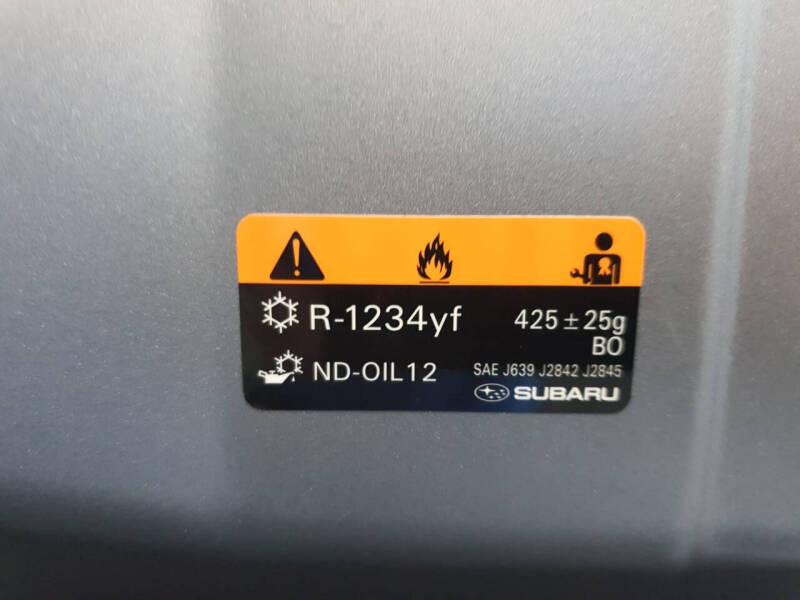 R-1234yf 425 ± 25g
BO
ND-OIL12 SAE J639 J2842 J2845
SUBARU